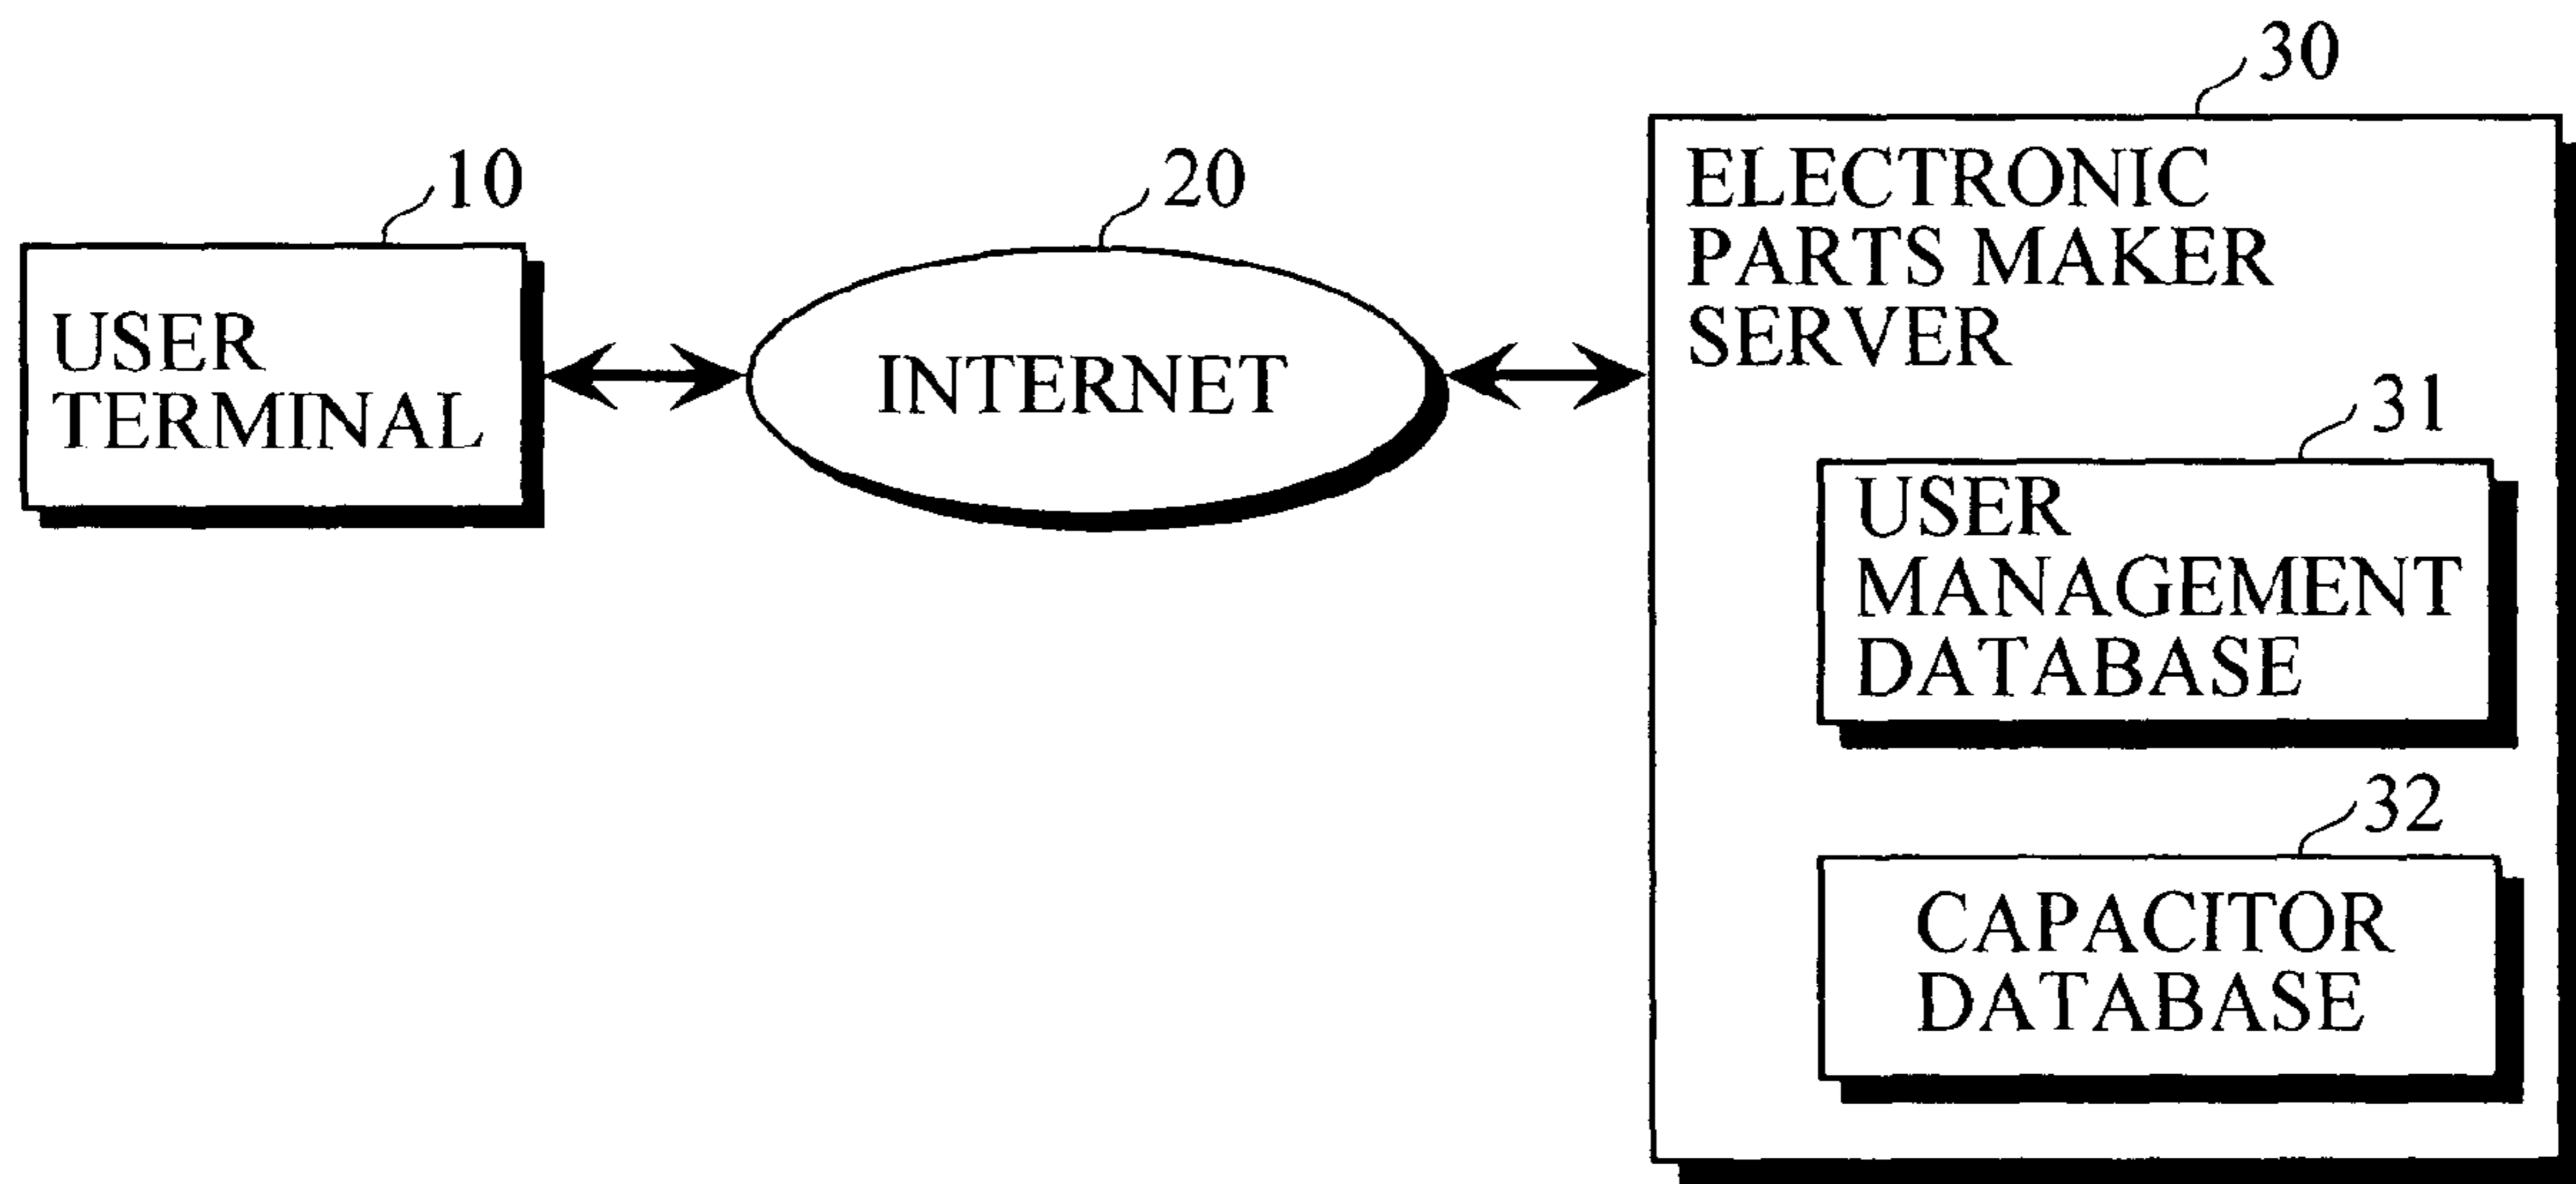 10
USER
TERMINAL
20
INTERNET
30
ELECTRONIC
PARTS MAKER
SERVER
31
USER
MANAGEMENT
DATABASE
32
CAPACITOR
DATABASE